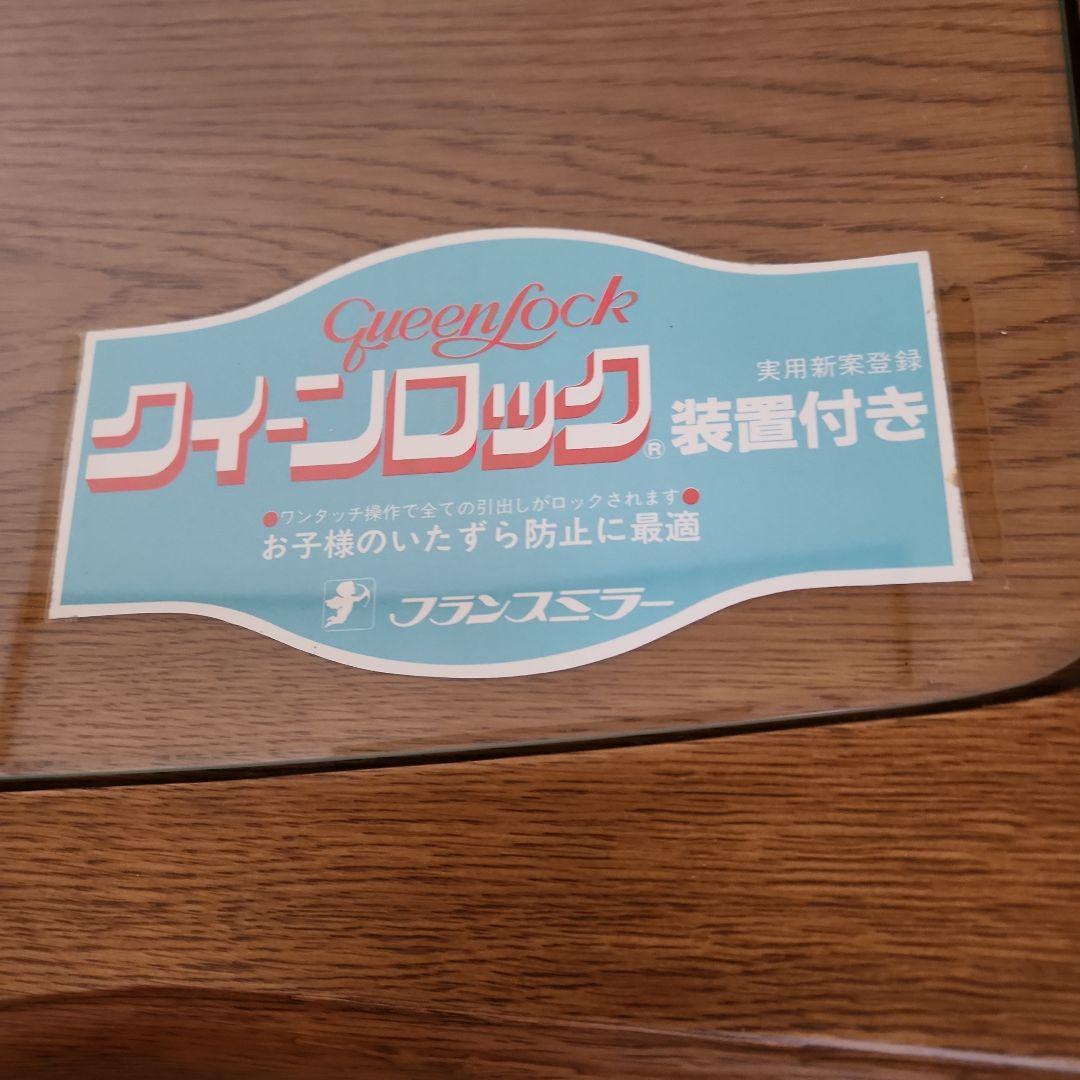 Queen Lock
クイーンロック®装置付き
実用新案登録
●ワンタッチ操作で全ての引出しがロックされます●
お子様のいたずら防止に最適
フランスミラー